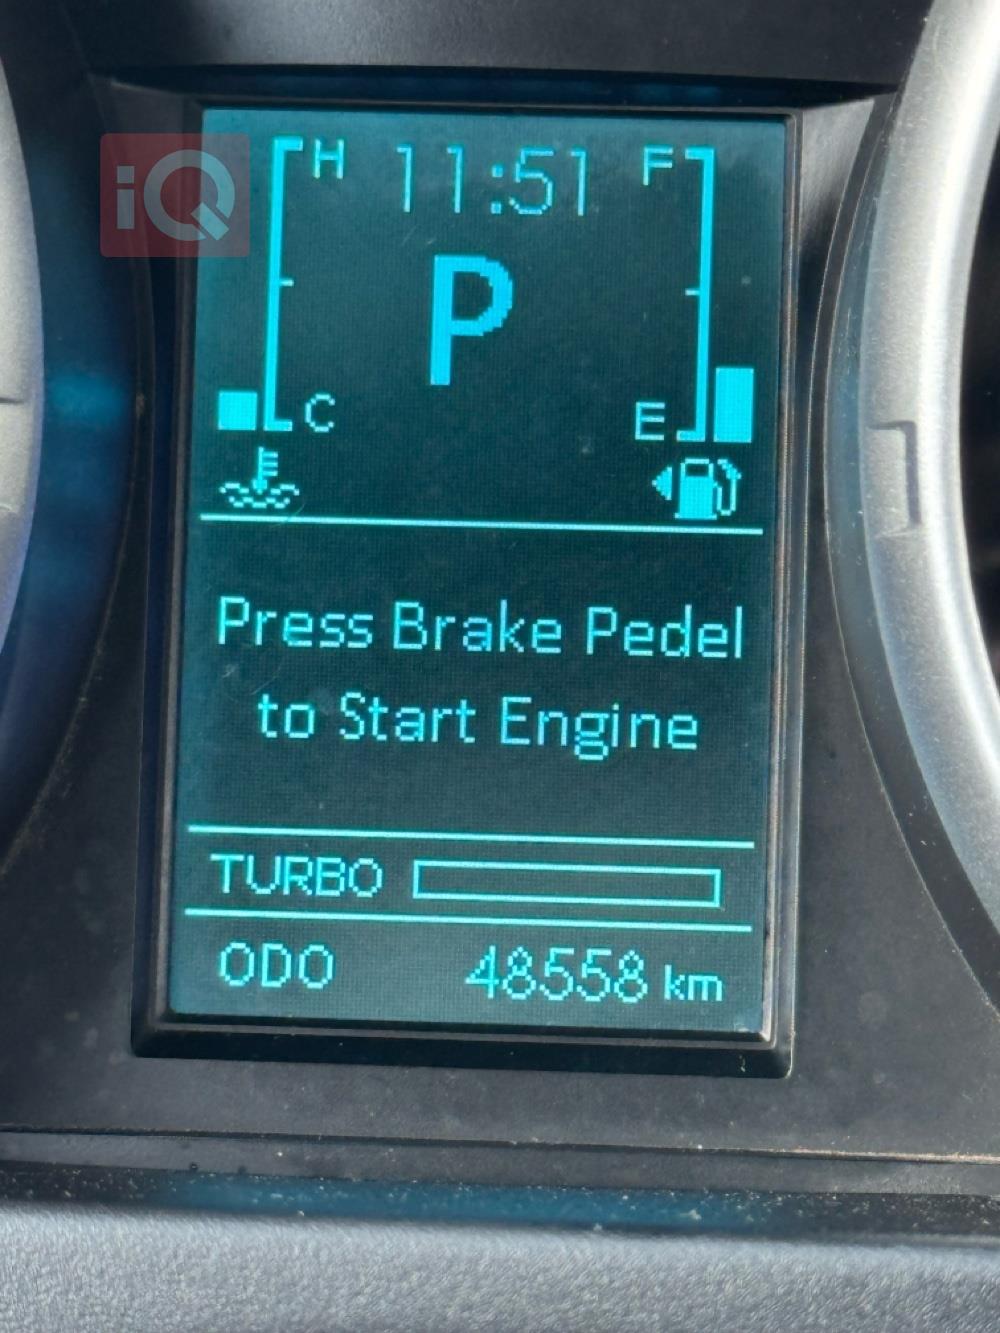 iQ
H 11:51 F
P
C E
Press Brake Pedel
to Start Engine
TURBO
ODO 48558 km